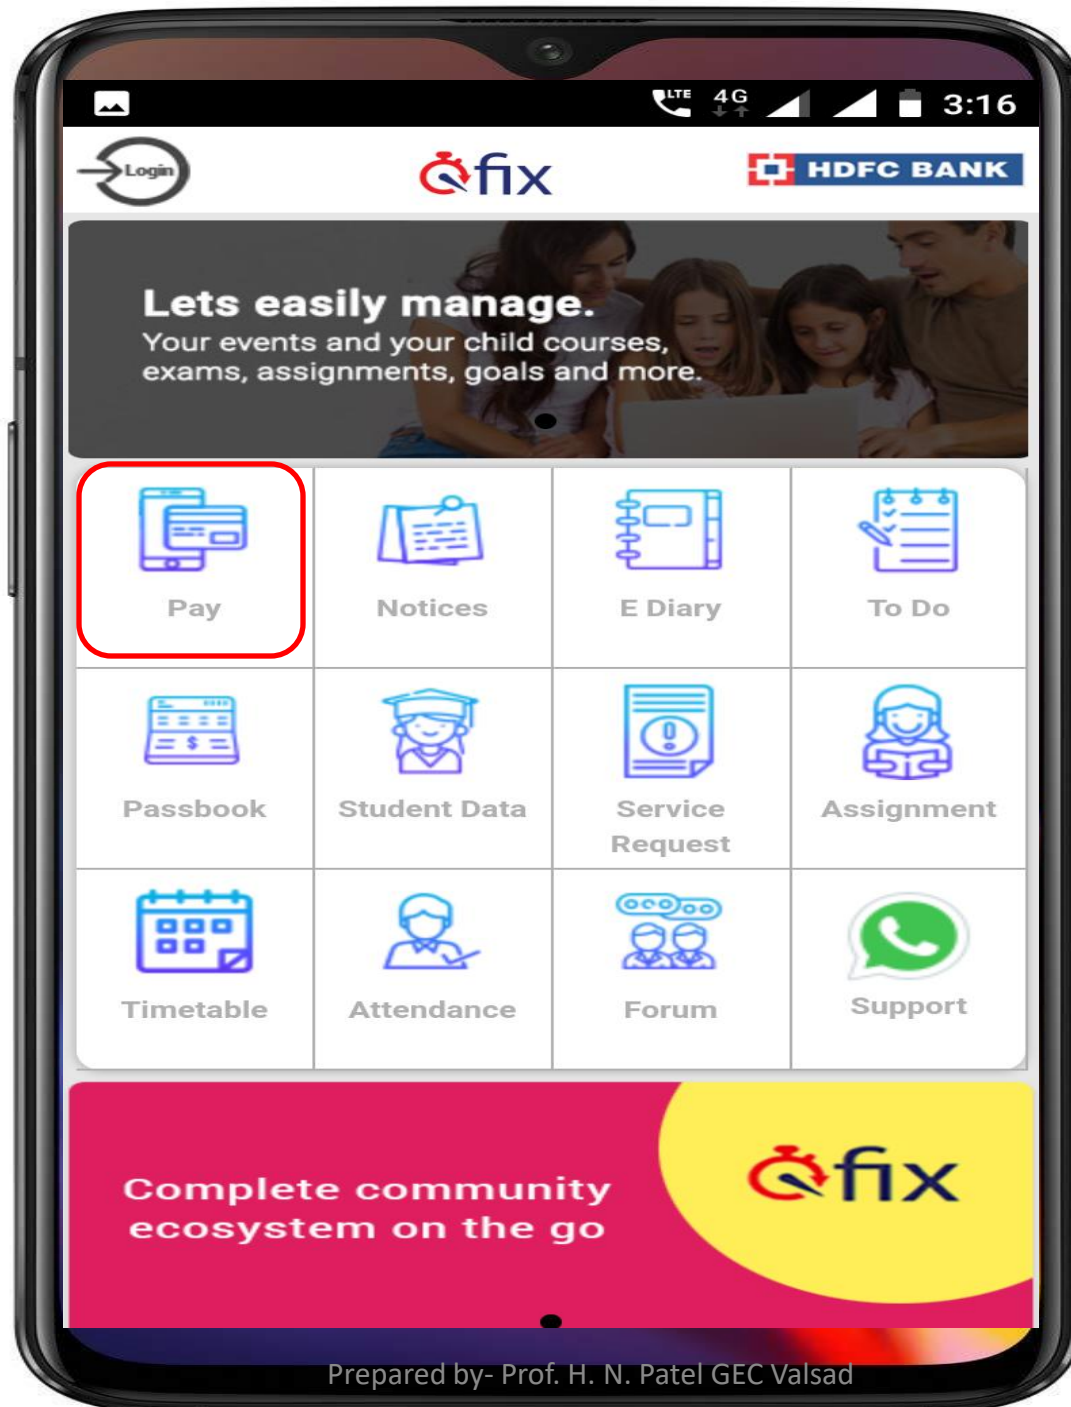 LTE 4G 3:16
Login
Qfix
HDFC BANK
Lets easily manage.
Your events and your child courses,
exams, assignments, goals and more.
Pay
Notices
E Diary
To Do
Passbook
Student Data
Service
Request
Assignment
Timetable
Attendance
Forum
Support
Complete community
ecosystem on the go
Qfix
Prepared by- Prof. H. N. Patel GEC Valsad